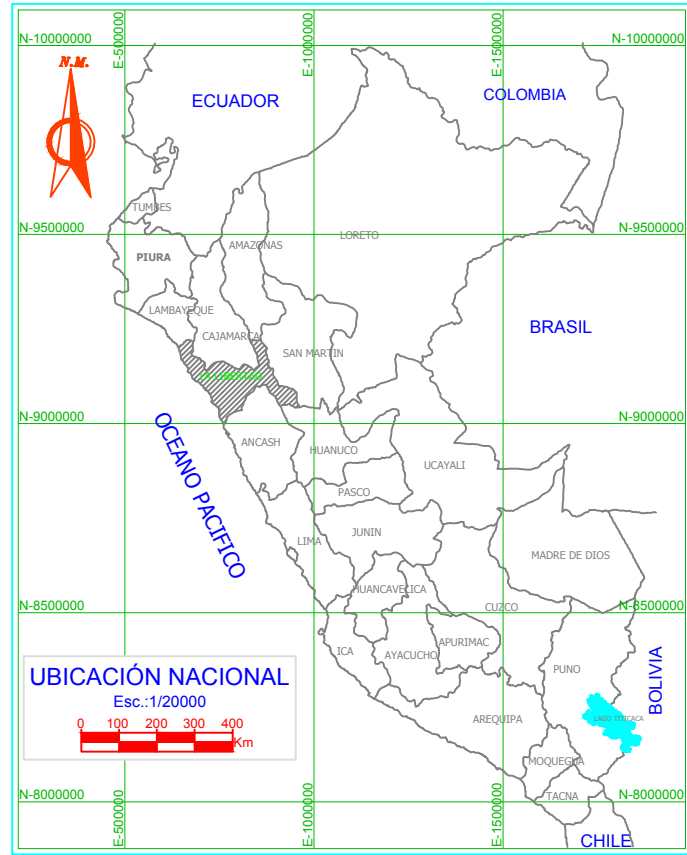 N-10000000
E-500000
E-1000000
E-1500000
N-10000000
N.M.
ECUADOR
COLOMBIA
TUMBES
N-9500000
AMAZONAS
LORETO
N-9500000
PIURA
LAMBAYEQUE
CAJAMARCA
BRASIL
SAN MARTIN
LA LIBERTAD
N-9000000
N-9000000
OCEANO PACIFICO
ANCASH
HUANUCO
UCAYALI
PASCO
LIMA
JUNIN
MADRE DE DIOS
HUANCAVELICA
N-8500000
CUZCO
N-8500000
ICA
AYACUCHO
APURIMAC
PUNO
BOLIVIA
UBICACIÓN NACIONAL
Esc.:1/20000
0 100 200 300 400
Km
AREQUIPA
LAGO TITICACA
MOQUEGUA
N-8000000
TACNA
N-8000000
E-500000
E-1000000
E-1500000
CHILE